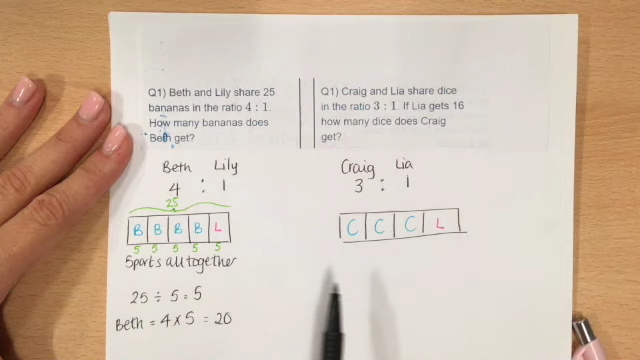 Q1) Beth and Lily share 25
bananas in the ratio 4 : 1.
How many bananas does
Beth get?
Beth Lily
4 : 1
25
B B B B L
5 5 5 5 5
5parts all together
25 ÷ 5 = 5
Beth = 4 x 5 = 20
Q1) Craig and Lia share dice
in the ratio 3 : 1. If Lia gets 16
how many dice does Craig
get?
Craig Lia
3 : 1
C C C L